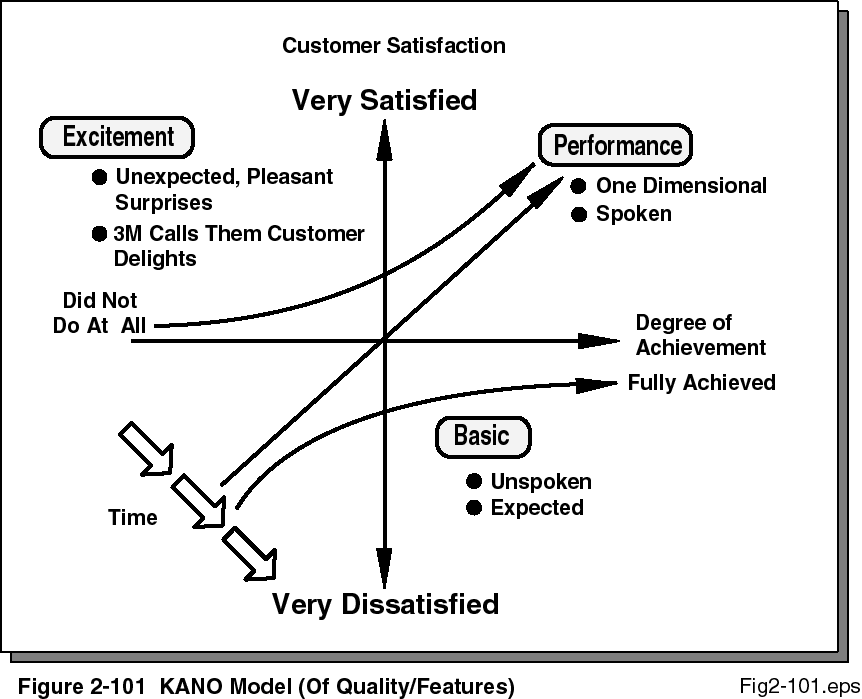 Customer Satisfaction
Very Satisfied
Excitement
● Unexpected, Pleasant
Surprises
● 3M Calls Them Customer
Delights
Performance
● One Dimensional
● Spoken
Did Not
Do At All
Degree of
Achievement
Fully Achieved
Basic
● Unspoken
● Expected
Time
Very Dissatisfied
Figure 2-101 KANO Model (Of Quality/Features)
Fig2-101.eps